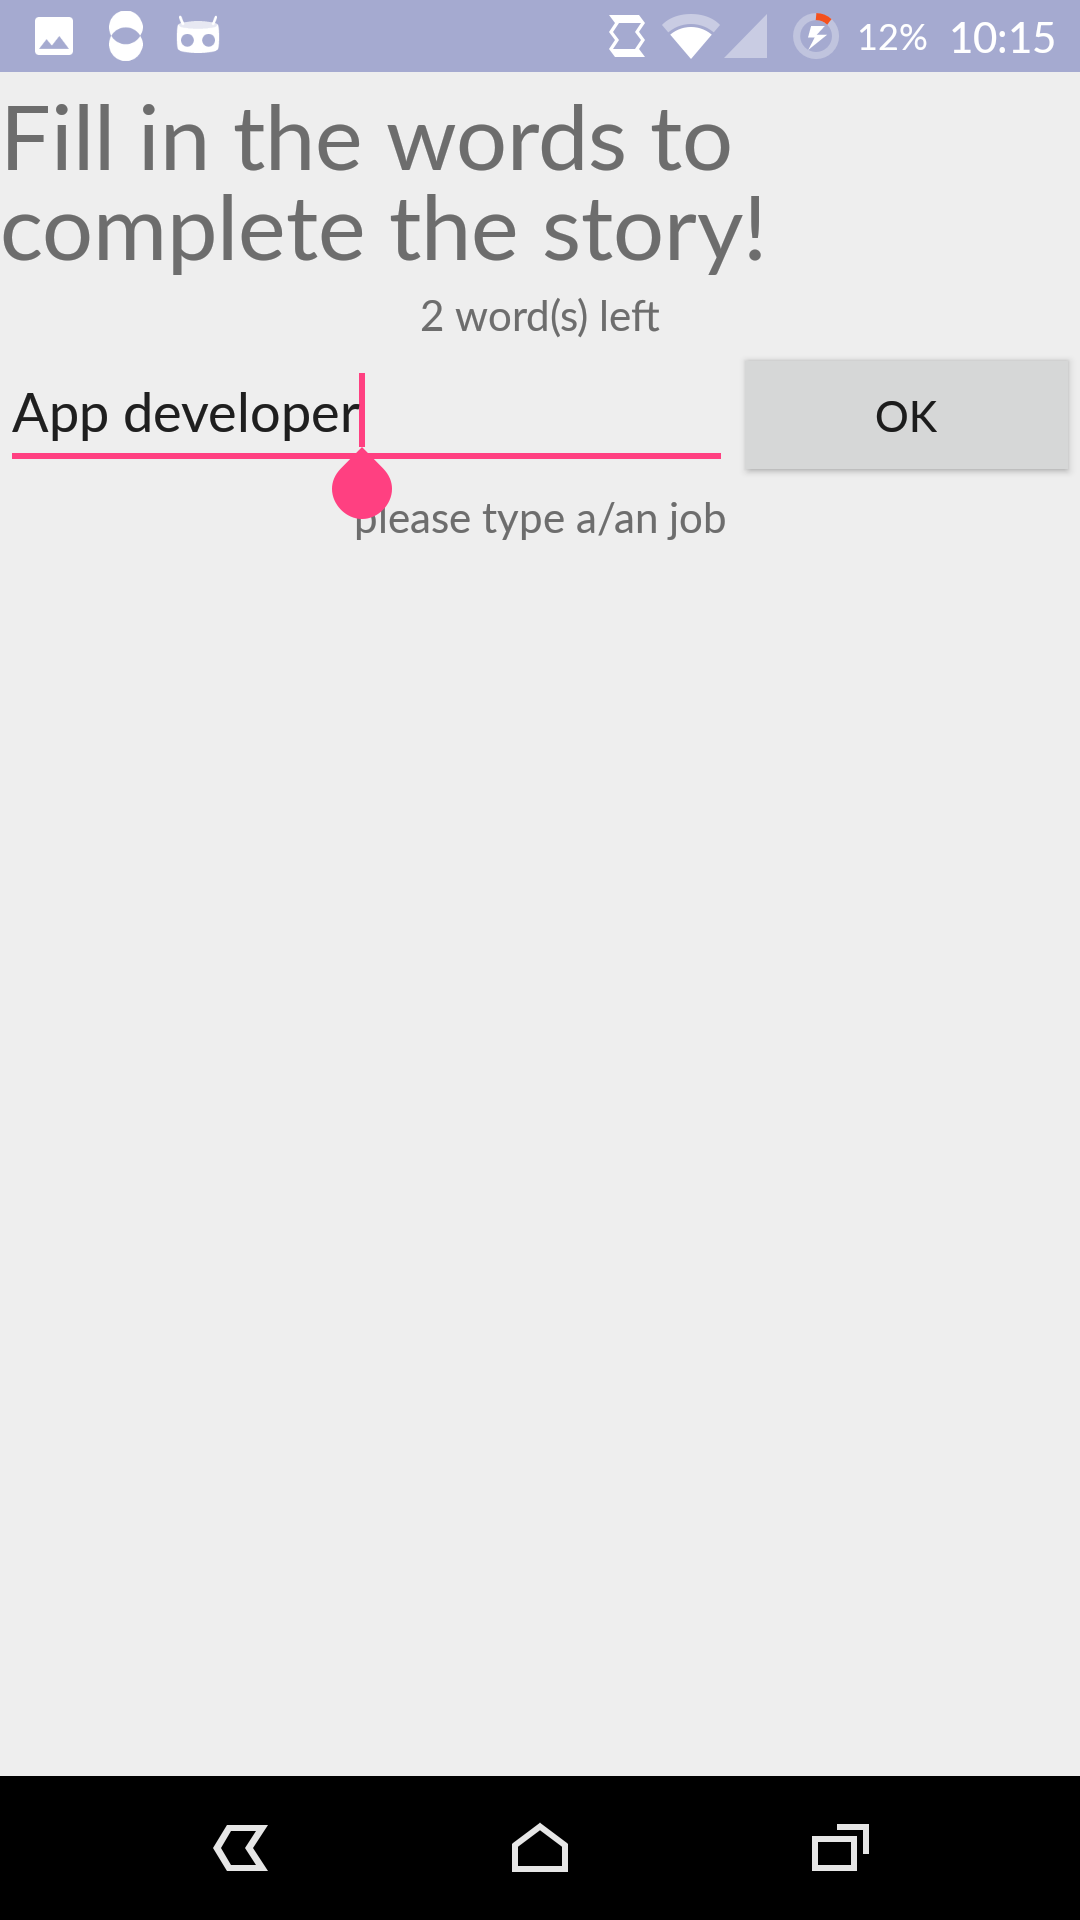 12% 10:15
Fill in the words to
complete the story!
2 word(s) left
App developer
OK
please type a/an job